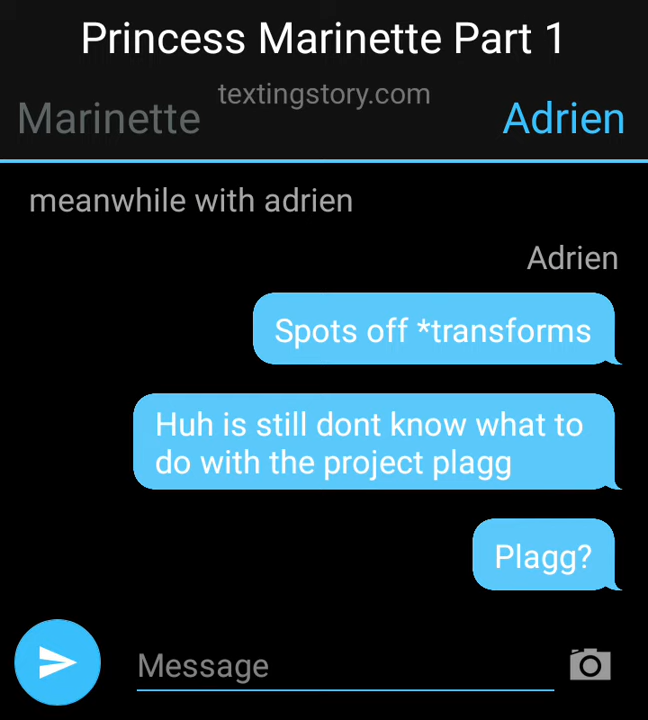 Princess Marinette Part 1
textingstory.com
Marinette
Adrien
meanwhile with adrien
Adrien
Spots off *transforms
Huh is still dont know what to
do with the project plagg
Plagg?
Message